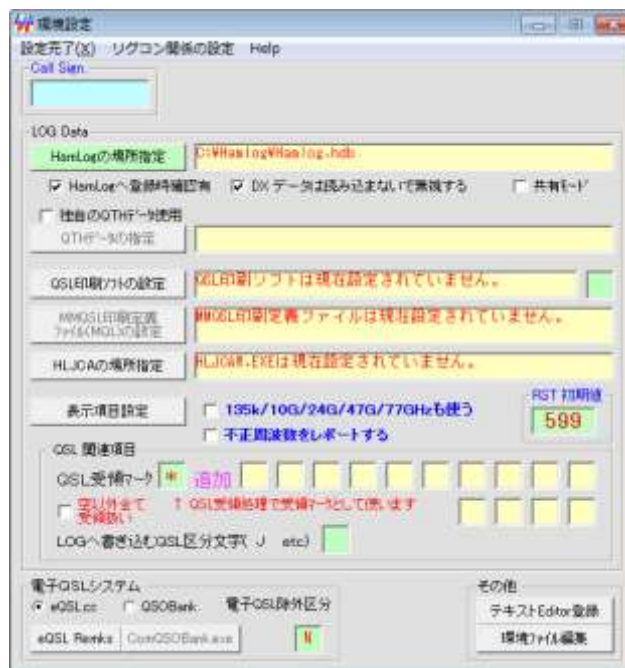 環境設定
設定完了(X) リグコン関係の設定 Help
Call Sign.
LOG Data
HamLogの場所指定 C:¥Hamlog¥Hamlog.hdb
HamLogへ登録時確認有 DX データは読み込まないで無視する 共有モード
独自のQTHデータ使用
QTHデータの指定
QSL印刷ソフトの設定 QSL印刷ソフトは現在設定されていません。
MMQSL印刷定義
ファイル(MQL)の設定 MMQSL印刷定義ファイルは現在設定されていません。
HLJCAの場所指定 HLJCAW.EXEは現在設定されていません。
RST 初期値
表示項目設定 135k/10G/24G/47G/77GHzも使う 599
不正周波数をレポートする
QSL 関連項目
QSL受領マーク * 追加
空以外全て
受領扱い ↑ QSL受領処理で受領マークとして使います
LOGへ書き込むQSL区分文字( J etc)
電子QSLシステム その他
eQSL.cc QSOBank 電子QSL除外区分 テキストEditor登録
eQSL Remks ComQSOBank.exe N 環境ファイル編集